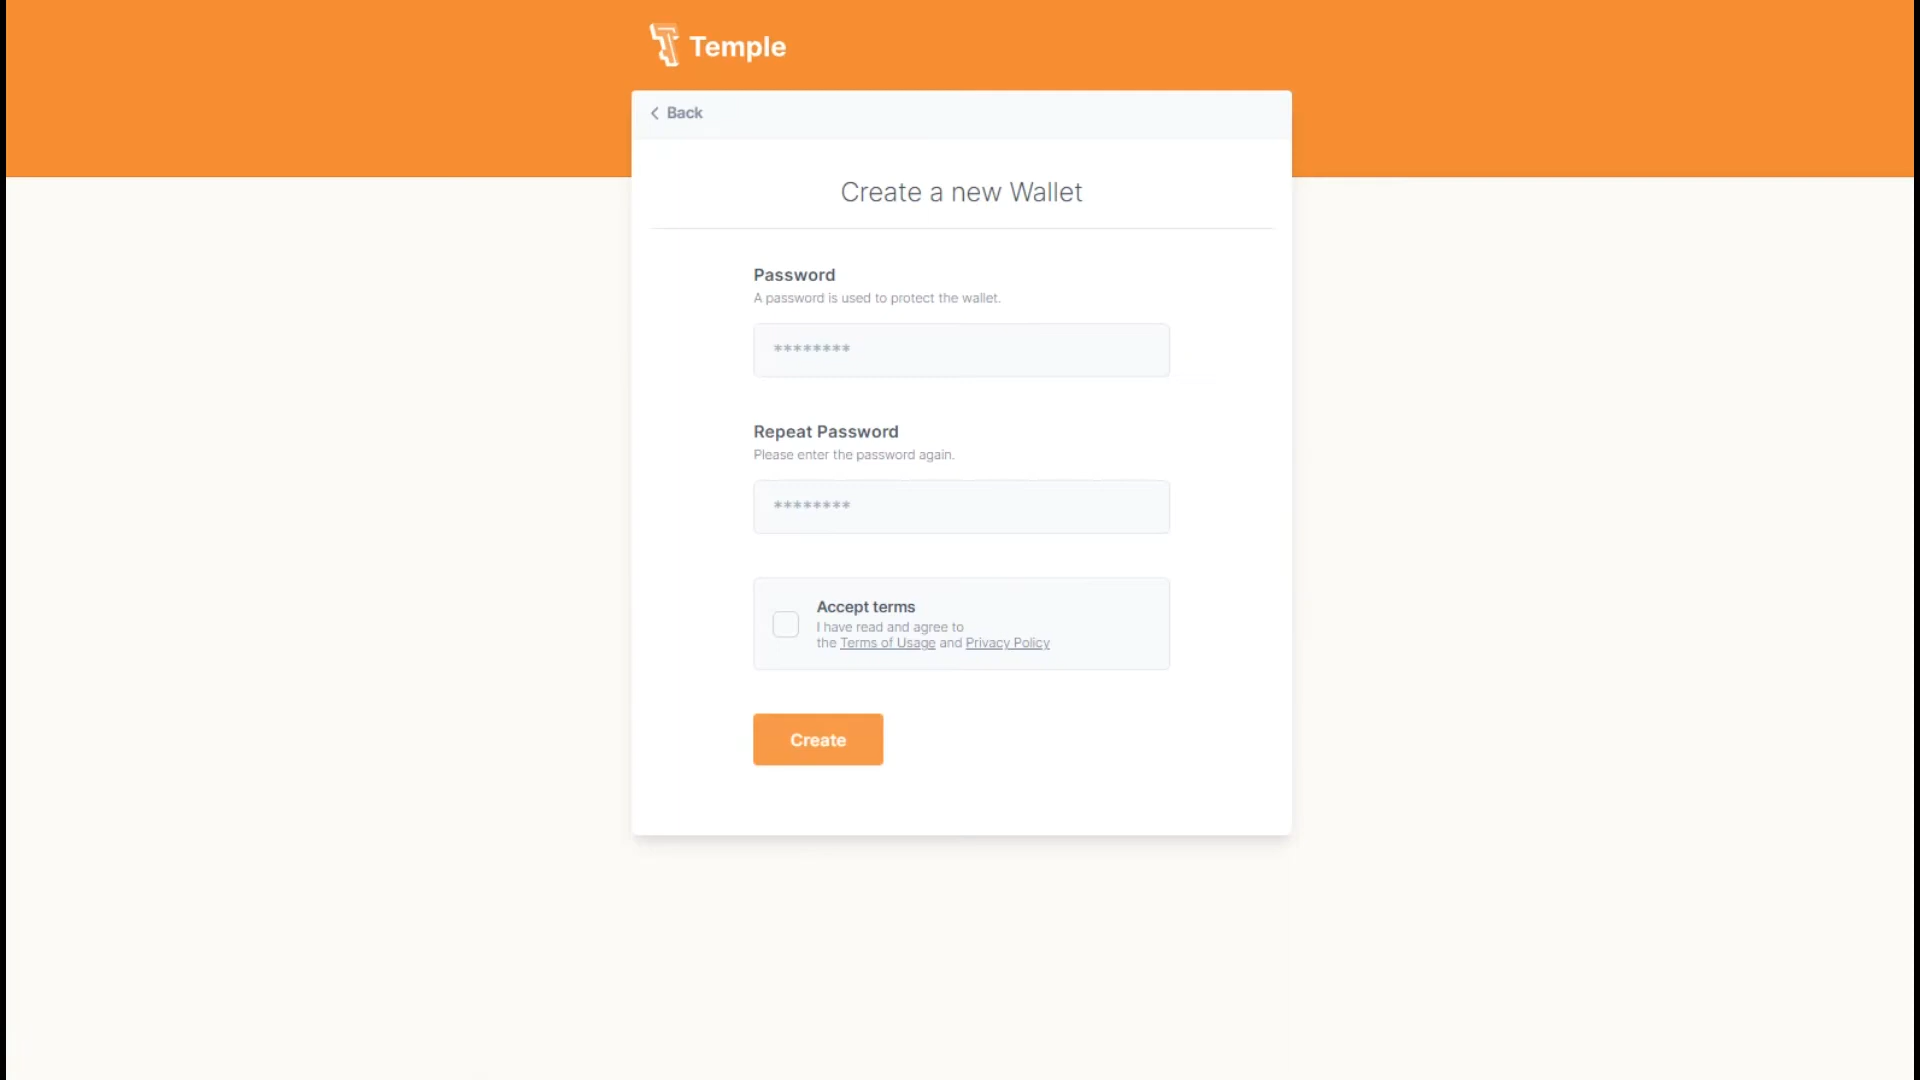 Temple
Back
Create a new Wallet
Password
A password is used to protect the wallet.
********
Repeat Password
Please enter the password again.
********
Accept terms
I have read and agree to
the Terms of Usage and Privacy Policy
Create